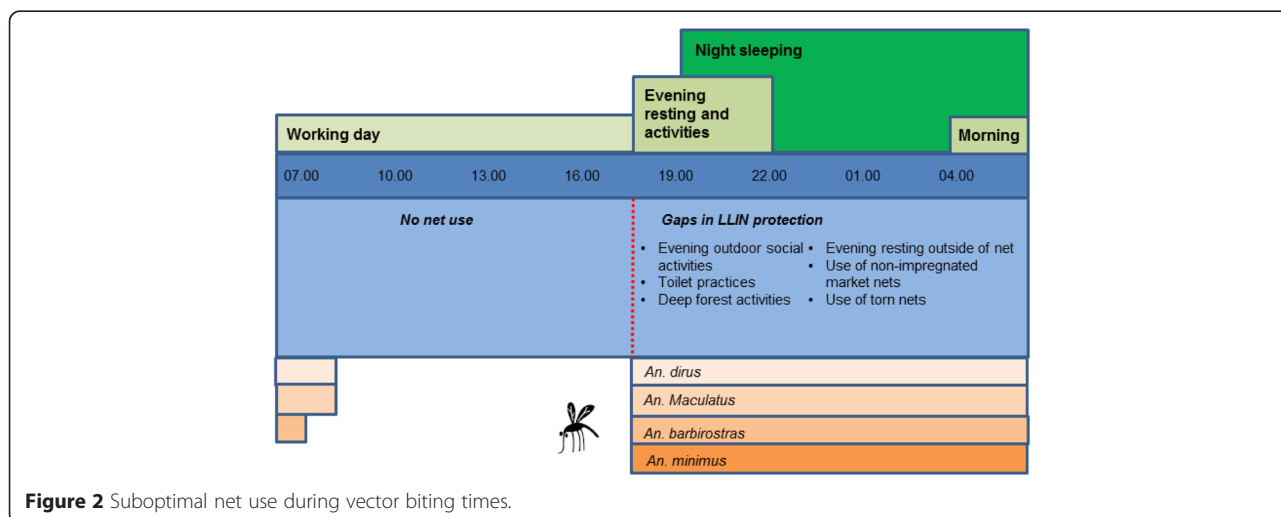 Night sleeping
Evening
resting and
activities
Working day
Morning
07.00 10.00 13.00 16.00 19.00 22.00 01.00 04.00
No net use
Gaps in LLIN protection
• Evening outdoor social
activities
• Toilet practices
• Deep forest activities
• Evening resting outside of net
• Use of non-impregnated
market nets
• Use of torn nets
An. dirus
An. Maculatus
An. barbirostras
An. minimus
Figure 2 Suboptimal net use during vector biting times.